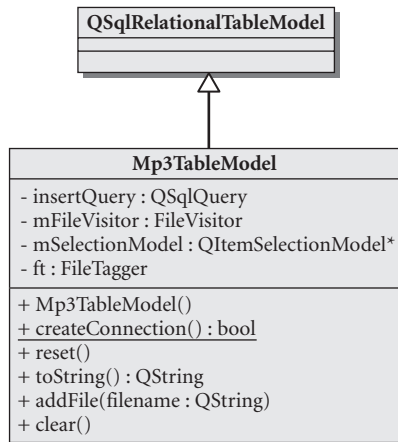 QSqlRelationalTableModel
Mp3TableModel
- insertQuery : QSqlQuery
- mFileVisitor : FileVisitor
- mSelectionModel : QItemSelectionModel*
- ft : FileTagger
+ Mp3TableModel()
+ createConnection() : bool
+ reset()
+ toString() : QString
+ addFile(filename : QString)
+ clear()